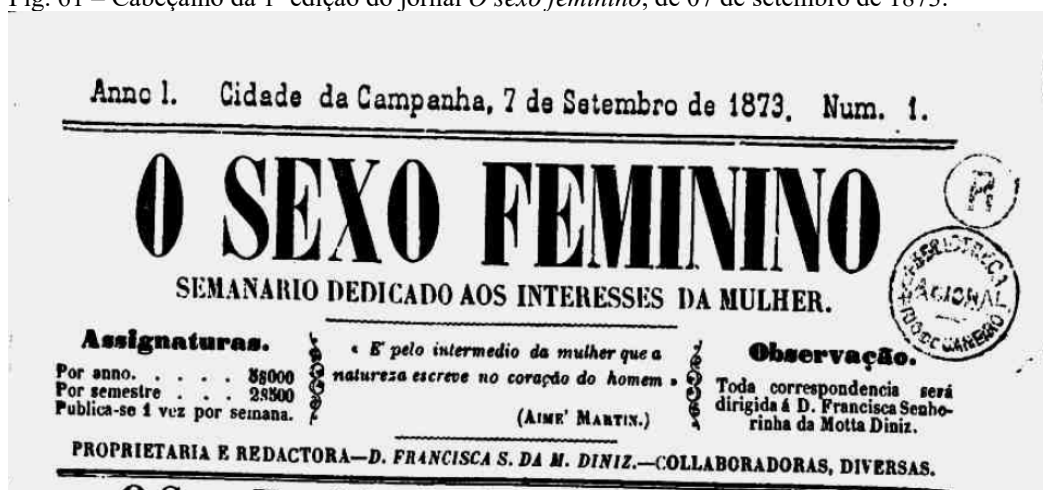 Fig. 01 – Cabeçalho da 1ª edição do jornal O sexo feminino, de 07 de setembro de 1873.
Anno 1. Cidade da Campanha, 7 de Setembro de 1873. Num. 1.
O SEXO FEMININO
SEMANARIO DEDICADO AOS INTERESSES DA MULHER.
Assignaturas.
Por anno. . . . . 5$000
Por semestre . . . 2$500
Publica-se 1 vez por semana.
« E' pelo intermedio da mulher que a
natureza escreve no coração do homem »
(AIME' MARTIN.)
Observação.
Toda correspondencia será
dirigida á D. Francisca Senho-
rinha da Motta Diniz.
PROPRIETARIA E REDACTORA—D. FRANCISCA S. DA M. DINIZ.—COLLABORADORAS, DIVERSAS.
RIO DE JANEIRO